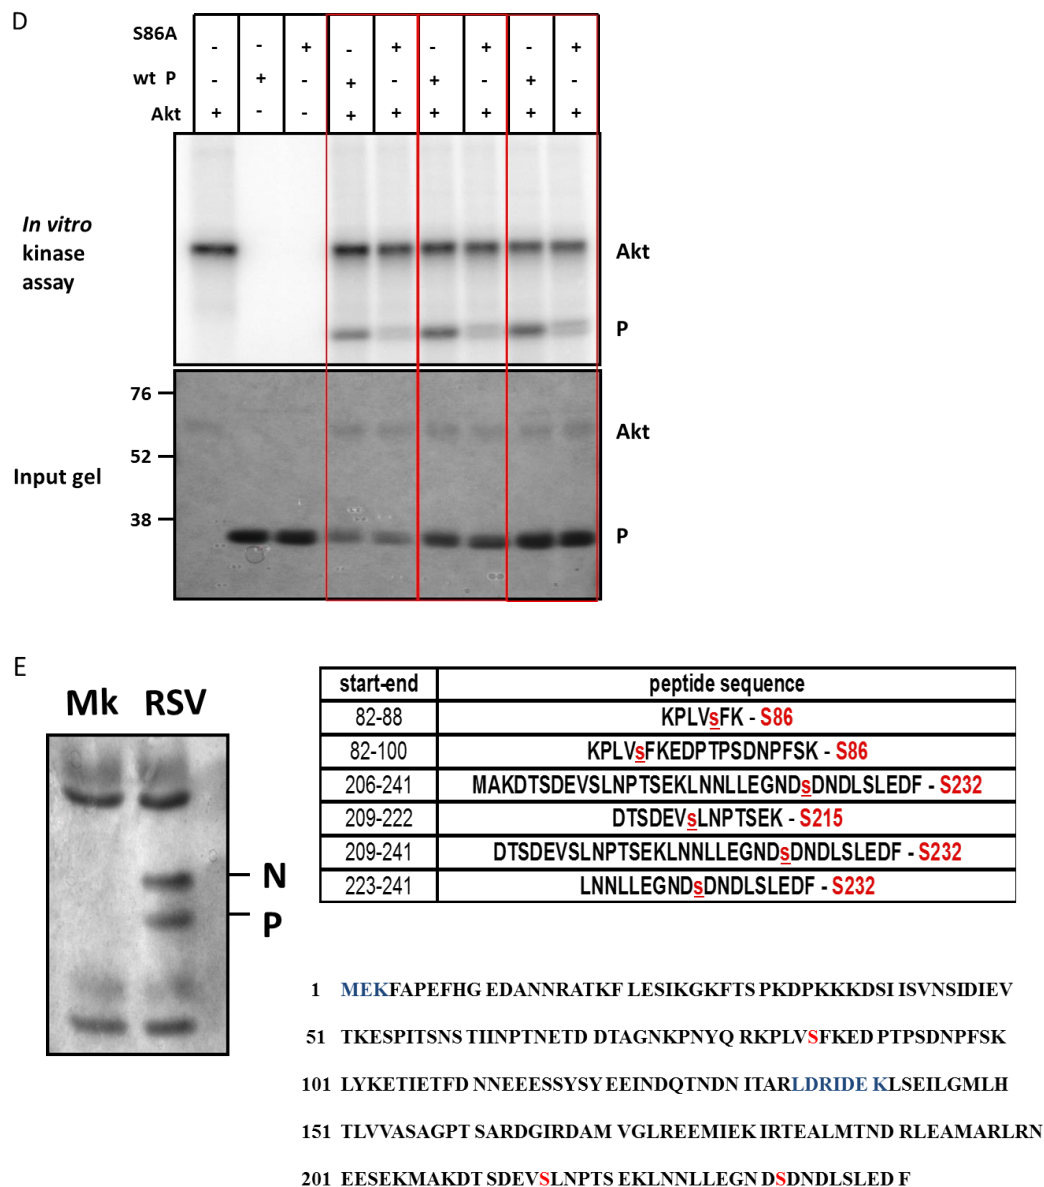 D
S86A - - + - + - + - +
wt P - + - + - + - + -
Akt + - - + + + + + +
In vitro
kinase
assay
Akt
P
76
52
38
Input gel
Akt
P
E
Mk RSV
N
P
start-end peptide sequence
82-88 KPLVsFK - S86
82-100 KPLVsFKEDPTPSDNPFSK - S86
206-241 MAKDTSDEVSLNPTSEKLNNLLEGNDsDNDLSLEDF - S232
209-222 DTSDEVsLNPTSEK - S215
209-241 DTSDEVSLNPTSEKLNNLLEGNDsDNDLSLEDF - S232
223-241 LNNLLEGNDsDNDLSLEDF - S232
1 MEKFAPEFHG EDANNRATKF LESIKGKFTS PKDPKKKDSI ISVNSIDIEV
51 TKESPITSNS TIINPTNETD DTAGNKPNYQ RKPLVSFKED PTPSDNPFSK
101 LYKETIETFD NNEEESSYSY EEINDQTNDN ITARLDRIDE KLSEILGMLH
151 TLVVASAGPT SARDGIRDAM VGLREEMIEK IRTEALMTND RLEAMARLRN
201 EESEKMAKDT SDEVSLNPTS EKLNNLLEGN DSDNDLSLED F